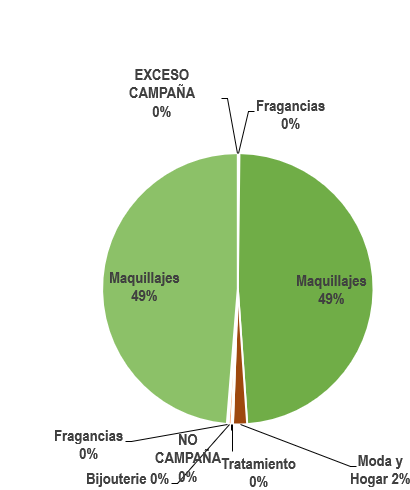 EXCESO
CAMPAÑA
0%
Fragancias
0%
Maquillajes
49%
Maquillajes
49%
Fragancias
0%
NO
CAMPAÑA
0%
Bijouterie 0%
Tratamiento
0%
Moda y
Hogar 2%